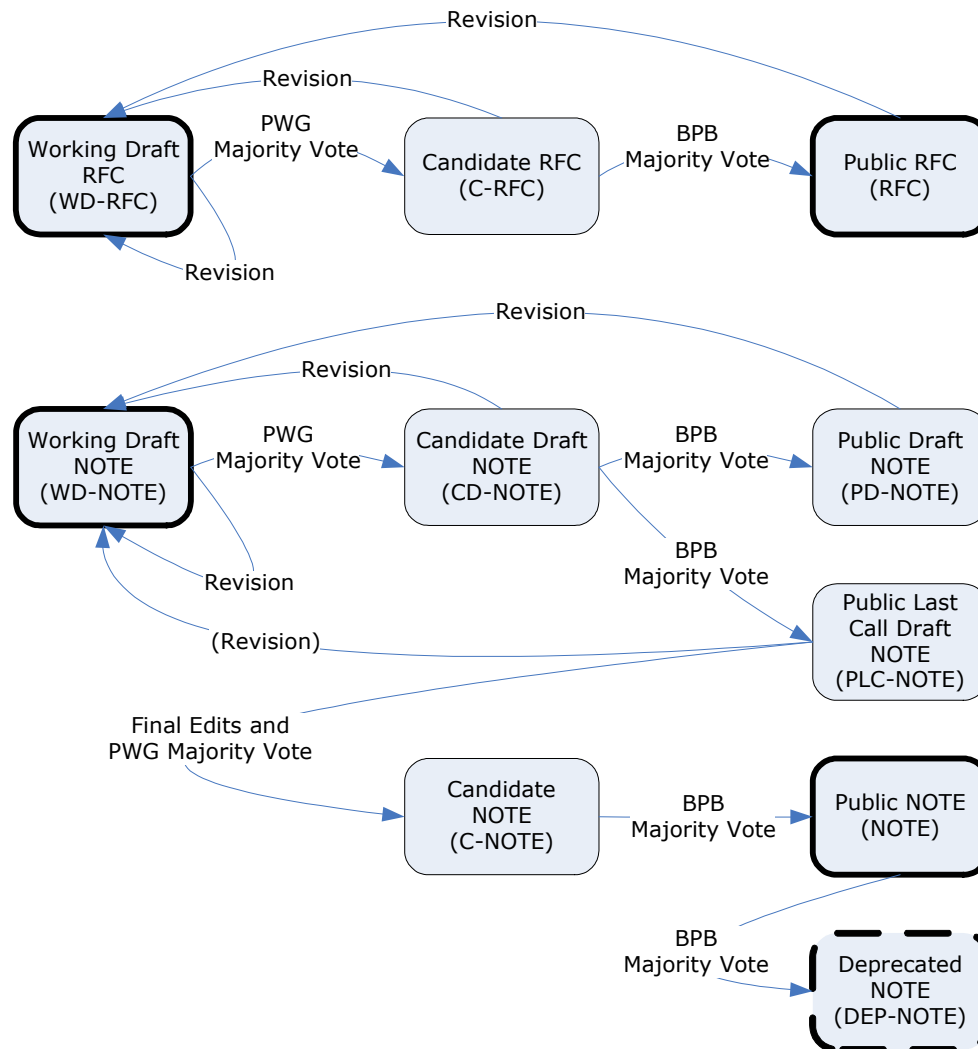 Revision
Revision
PWG
Majority Vote
BPB
Majority Vote
Working Draft
RFC
(WD-RFC)
Candidate RFC
(C-RFC)
Public RFC
(RFC)
Revision
Revision
Revision
PWG
Majority Vote
BPB
Majority Vote
Working Draft
NOTE
(WD-NOTE)
Candidate Draft
NOTE
(CD-NOTE)
Public Draft
NOTE
(PD-NOTE)
BPB
Majority Vote
Revision
Public Last
Call Draft
NOTE
(PLC-NOTE)
(Revision)
Final Edits and
PWG Majority Vote
Candidate
NOTE
(C-NOTE)
BPB
Majority Vote
Public NOTE
(NOTE)
BPB
Majority Vote
Deprecated
NOTE
(DEP-NOTE)